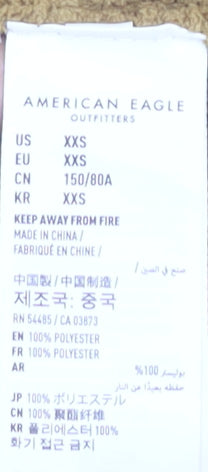 AMERICAN EAGLE
OUTFITTERS
US XXS
EU XXS
CN 150/80A
KR XXS
KEEP AWAY FROM FIRE
MADE IN CHINA /
FABRIQUÉ EN CHINE /
صنع في الصين /
中国製 / 中国制造 /
제조국: 중국
RN 54485 / CA 03873
EN 100% POLYESTER
FR 100% POLYESTER
AR بوليستر 100%
حفظه بعيدًا عن النار
JP 100% ポリエステル
CN 100% 聚酯纤维
KR 폴리에스터 100%
화기 접근 금지